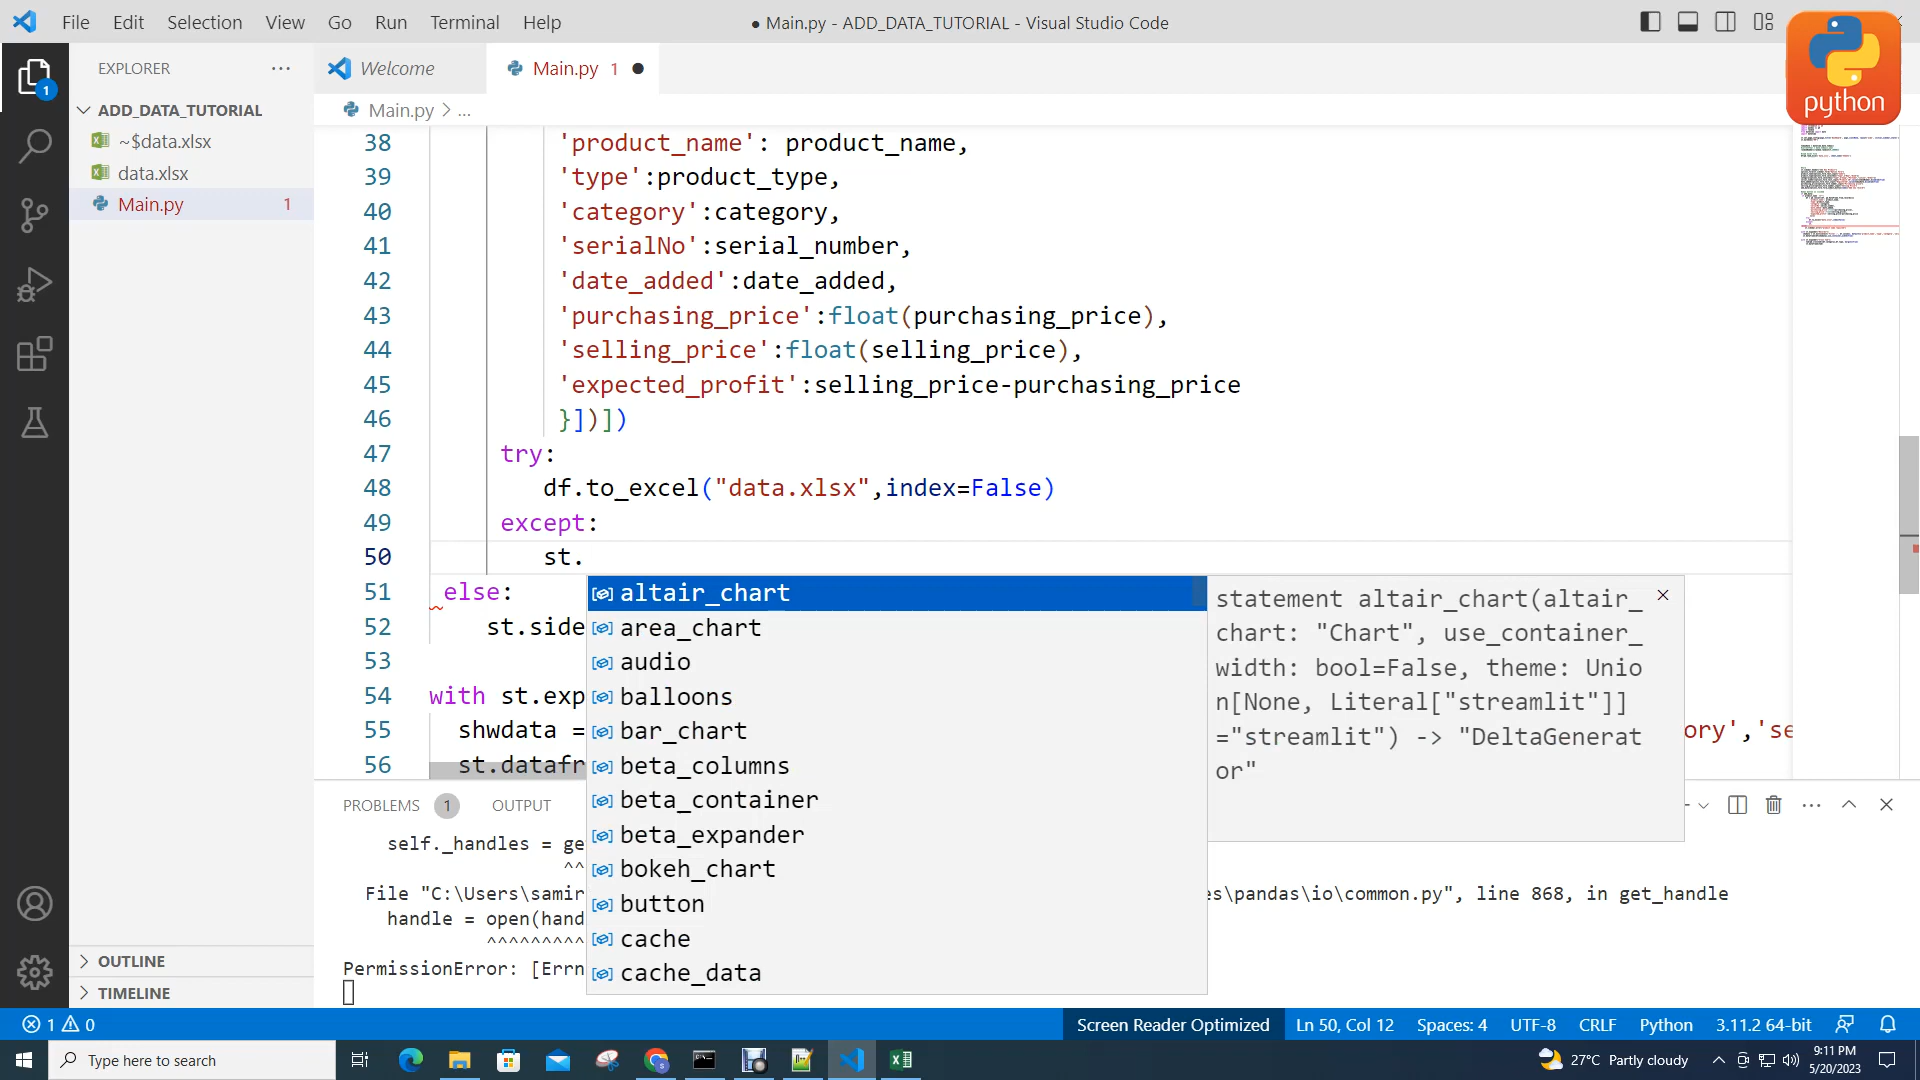 File Edit Selection View Go Run Terminal Help
● Main.py - ADD_DATA_TUTORIAL - Visual Studio Code
python
EXPLORER
Welcome
Main.py 1
ADD_DATA_TUTORIAL
Main.py > ...
~$data.xlsx
data.xlsx
Main.py 1
38 'product_name': product_name,
39 'type':product_type,
40 'category':category,
41 'serialNo':serial_number,
42 'date_added':date_added,
43 'purchasing_price':float(purchasing_price),
44 'selling_price':float(selling_price),
45 'expected_profit':selling_price-purchasing_price
46 }])])
47 try:
48 df.to_excel("data.xlsx",index=False)
49 except:
50 st.
51 else:
52 st.side
53
54 with st.exp
55 shwdata = ory','se
56 st.datafr
altair_chart
area_chart
audio
balloons
bar_chart
beta_columns
beta_container
beta_expander
bokeh_chart
button
cache
cache_data
statement altair_chart(altair_
chart: "Chart", use_container_
width: bool=False, theme: Unio
n[None, Literal["streamlit"]]
="streamlit") -> "DeltaGenerat
or"
PROBLEMS 1 OUTPUT
self._handles = ge
^^
File "C:\Users\samir es\pandas\io\common.py", line 868, in get_handle
handle = open(hand
^^^^^^^^^
PermissionError: [Errn
OUTLINE
TIMELINE
1 0
Screen Reader Optimized Ln 50, Col 12 Spaces: 4 UTF-8 CRLF Python 3.11.2 64-bit
Type here to search
27°C Partly cloudy
9:11 PM
5/20/2023
1